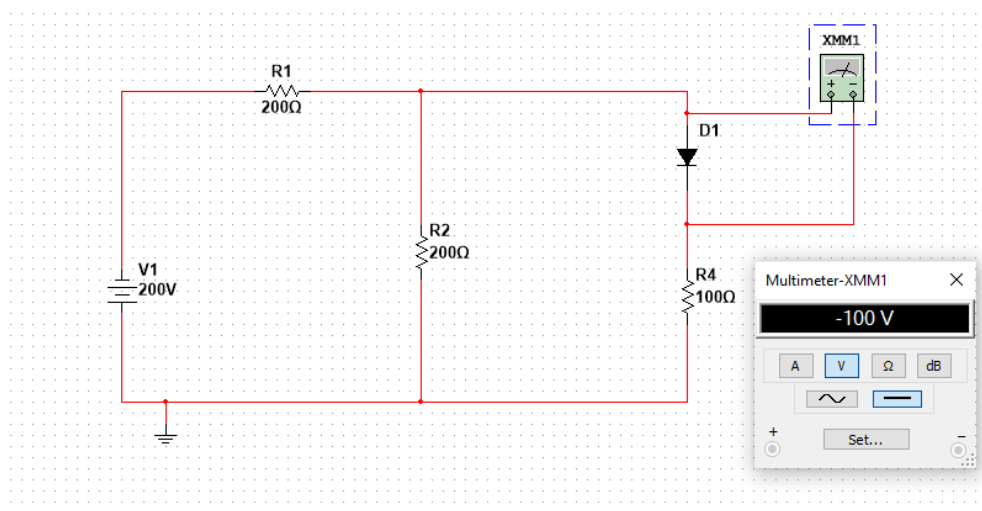 XMM1
R1
200Ω
+ −
D1
R2
200Ω
V1
200V
R4
100Ω
Multimeter-XMM1
-100 V
A V Ω dB
+ Set... −